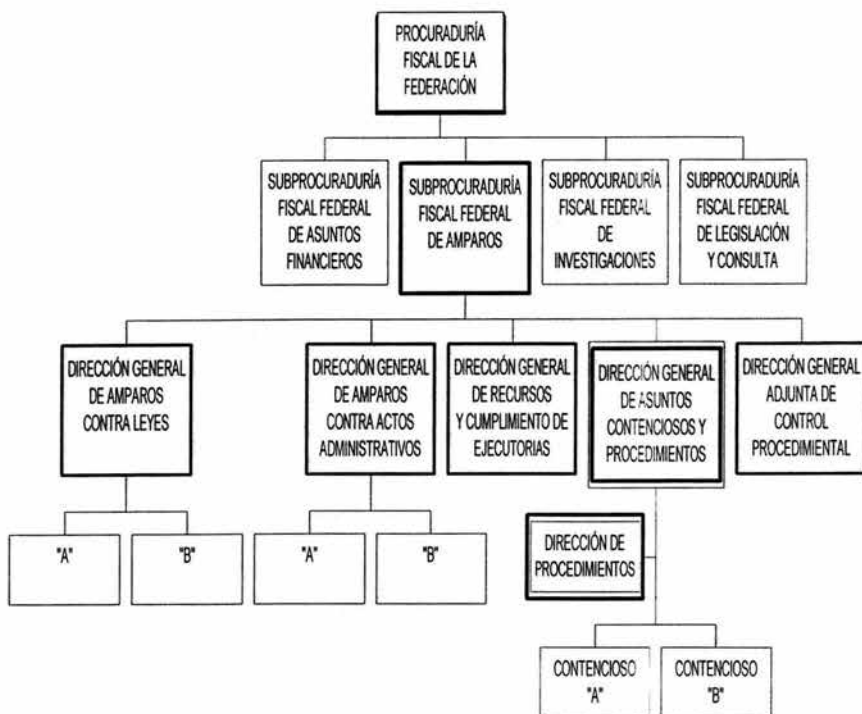 PROCURADURÍA
FISCAL DE LA
FEDERACIÓN
SUBPROCURADURÍA
FISCAL FEDERAL
DE ASUNTOS
FINANCIEROS
SUBPROCURADURÍA
FISCAL FEDERAL
DE AMPAROS
SUBPROCURADURÍA
FISCAL FEDERAL
DE
INVESTIGACIONES
SUBPROCURADURÍA
FISCAL FEDERAL
DE LEGISLACIÓN
Y CONSULTA
DIRECCIÓN GENERAL
DE AMPAROS
CONTRA LEYES
DIRECCIÓN GENERAL
DE AMPAROS
CONTRA ACTOS
ADMINISTRATIVOS
DIRECCIÓN GENERAL
DE RECURSOS
Y CUMPLIMIENTO DE
EJECUTORIAS
DIRECCIÓN GENERAL
DE ASUNTOS
CONTENCIOSOS Y
PROCEDIMIENTOS
DIRECCIÓN GENERAL
ADJUNTA DE
CONTROL
PROCEDIMIENTAL
"A"
"B"
"A"
"B"
DIRECCIÓN DE
PROCEDIMIENTOS
CONTENCIOSO
"A"
CONTENCIOSO
"B"